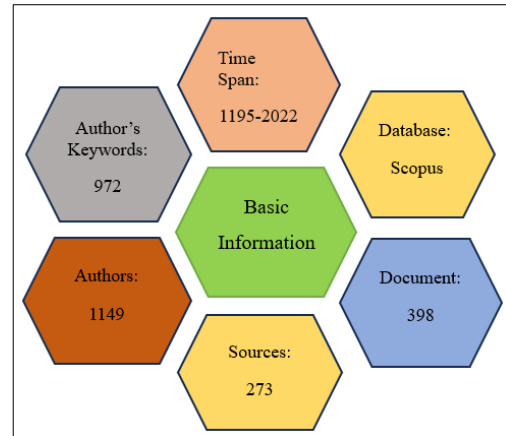 Time
Span:
1195-2022
Author's
Keywords:
972
Database:
Scopus
Basic
Information
Authors:
1149
Document:
398
Sources:
273